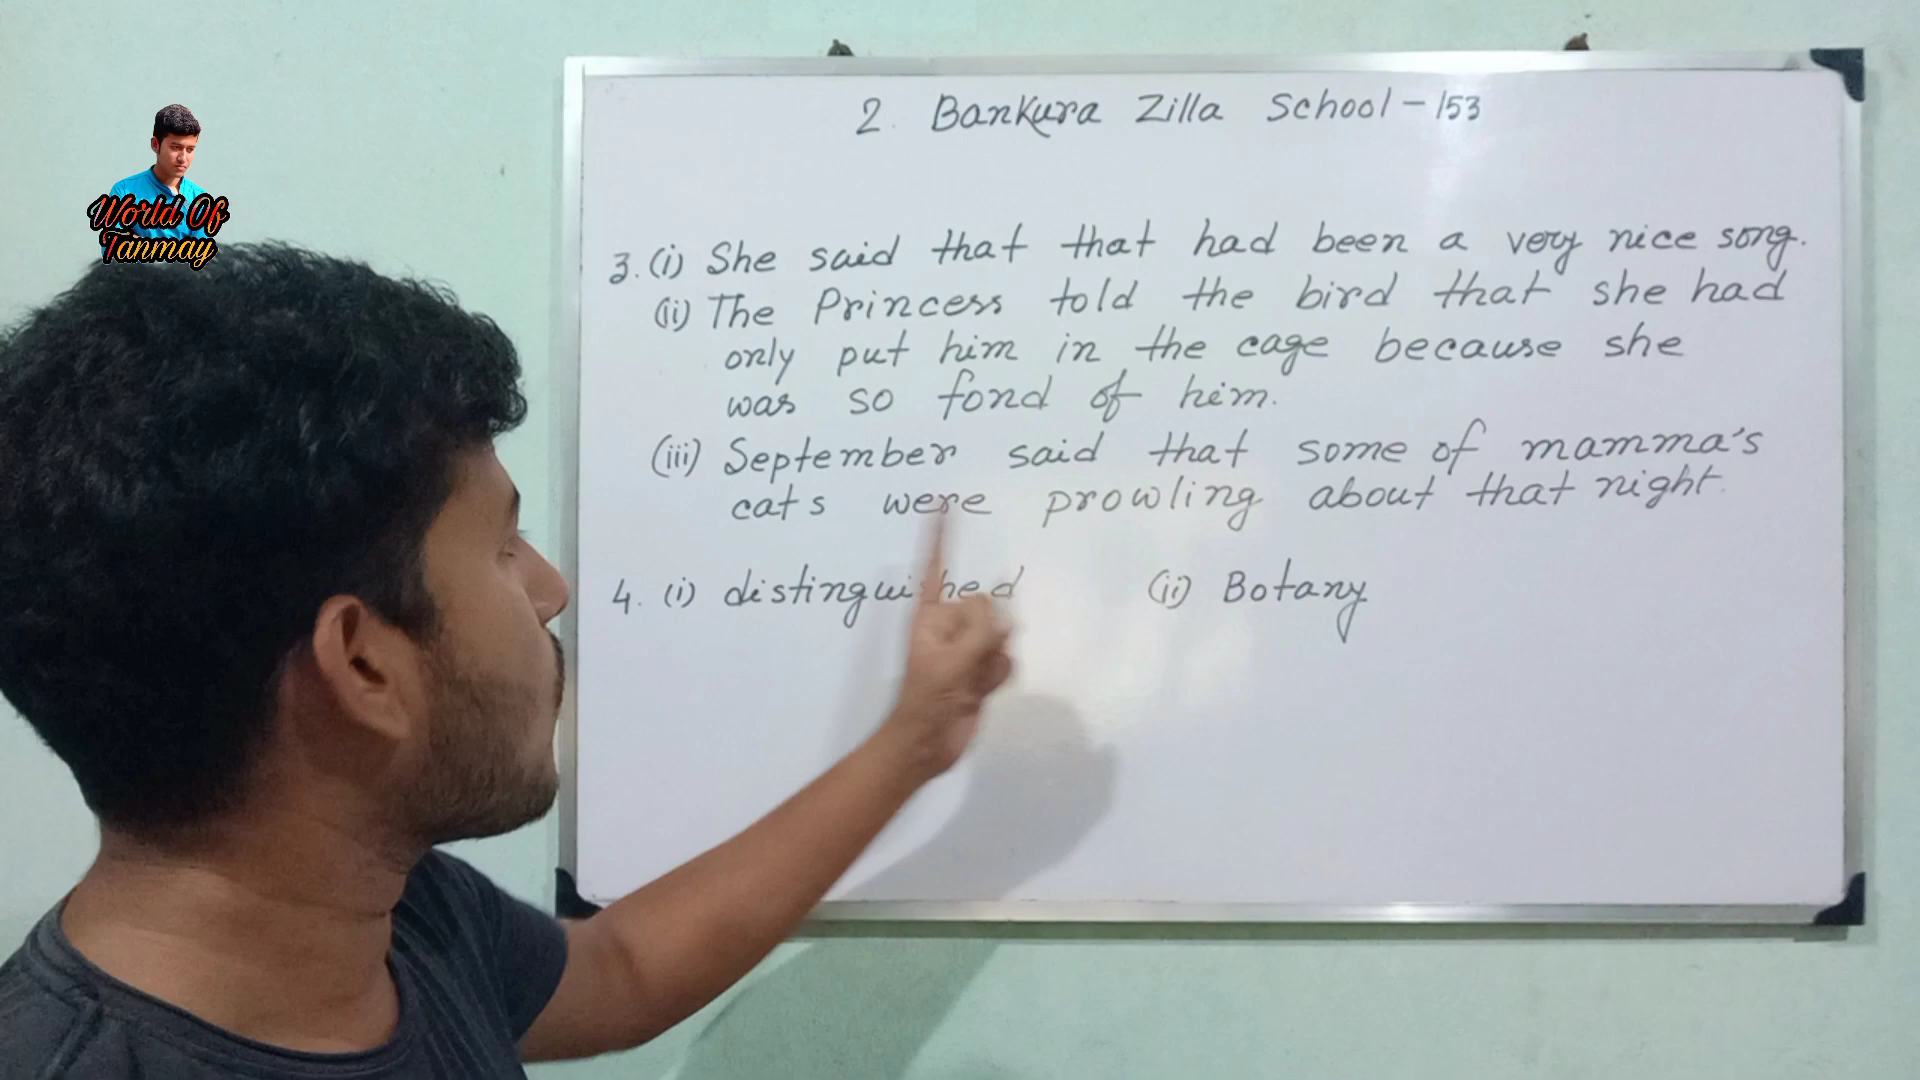 World Of
Tanmay
2. Bankura Zilla School - 153
3. (i) She said that that had been a very nice song.
(ii) The Princess told the bird that she had
only put him in the cage because she
was so fond of him.
(iii) September said that some of mamma's
cats were prowling about that night.
4. (i) distinguished (ii) Botany